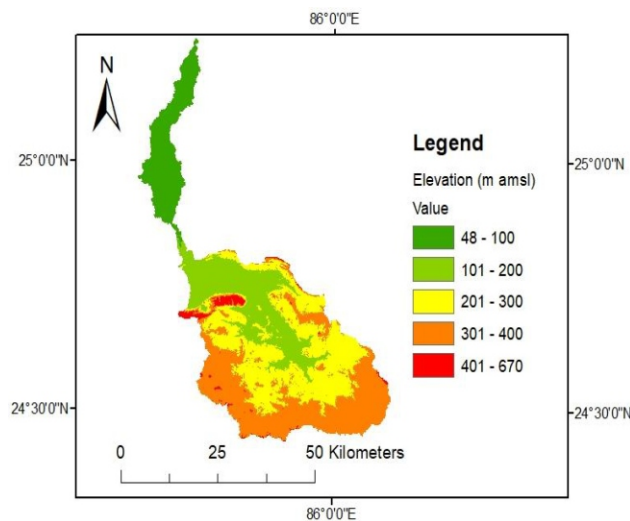 86°0'0"E
N
25°0'0"N
25°0'0"N
Legend
Elevation (m amsl)
Value
48 - 100
101 - 200
201 - 300
301 - 400
401 - 670
24°30'0"N
24°30'0"N
0 25 50 Kilometers
86°0'0"E